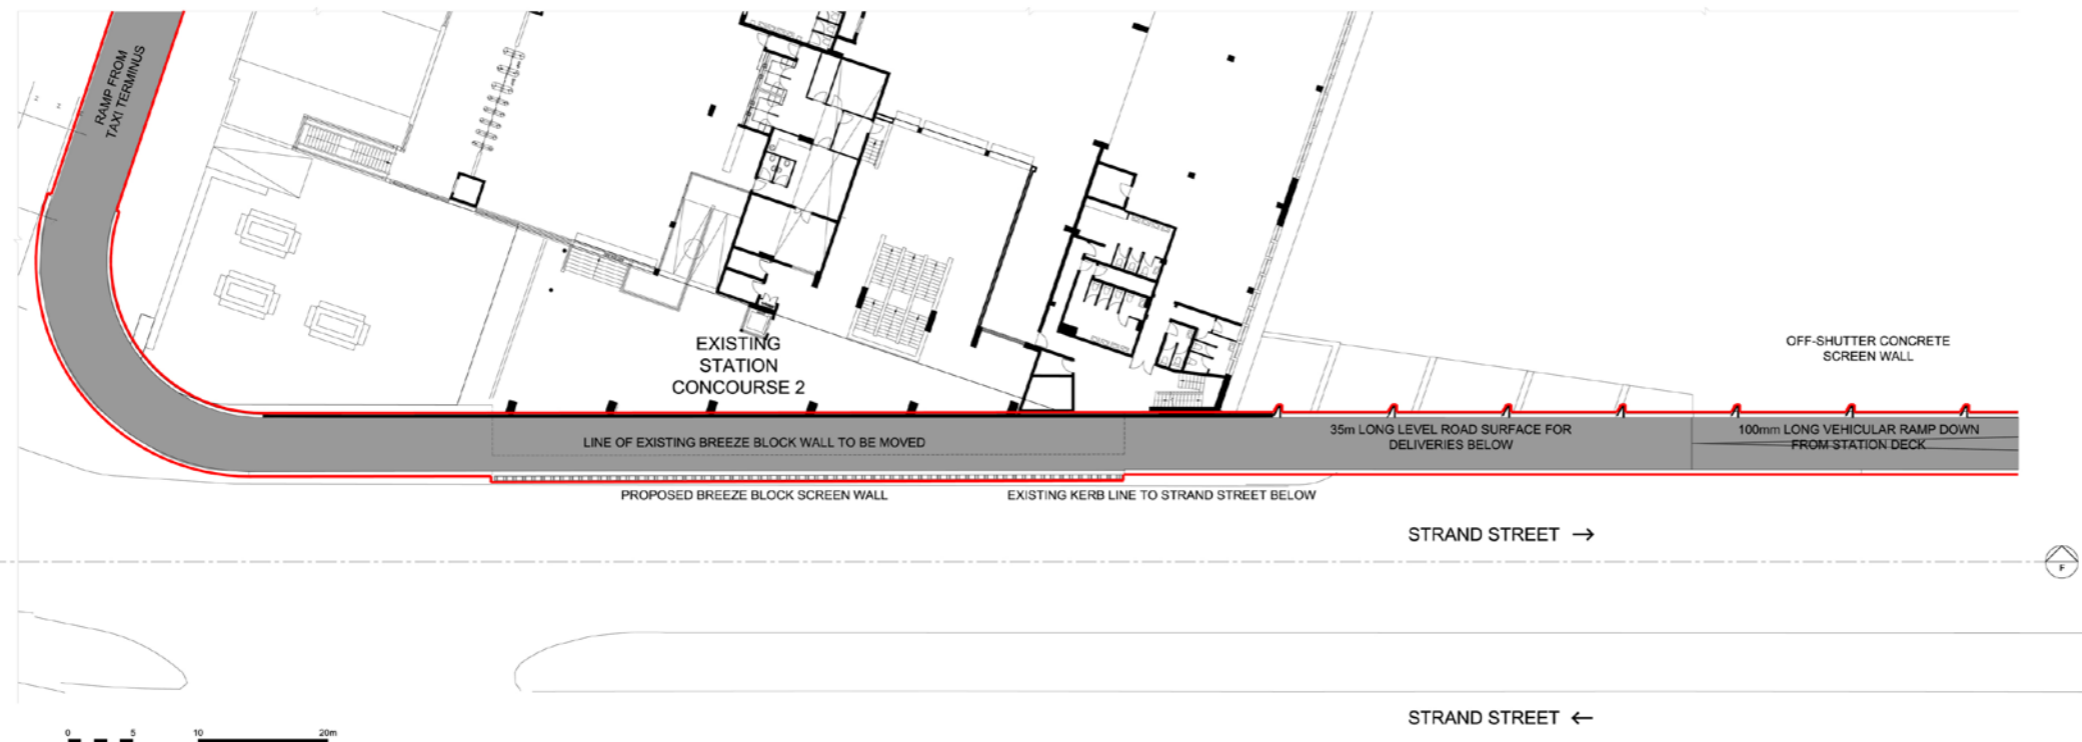 RAMP FROM
TAXI TERMINUS
EXISTING
STATION
CONCOURSE 2
OFF-SHUTTER CONCRETE
SCREEN WALL
LINE OF EXISTING BREEZE BLOCK WALL TO BE MOVED
35m LONG LEVEL ROAD SURFACE FOR
DELIVERIES BELOW
100mm LONG VEHICULAR RAMP DOWN
FROM STATION DECK
PROPOSED BREEZE BLOCK SCREEN WALL
EXISTING KERB LINE TO STRAND STREET BELOW
STRAND STREET →
F
STRAND STREET ←
0 5 10 20m